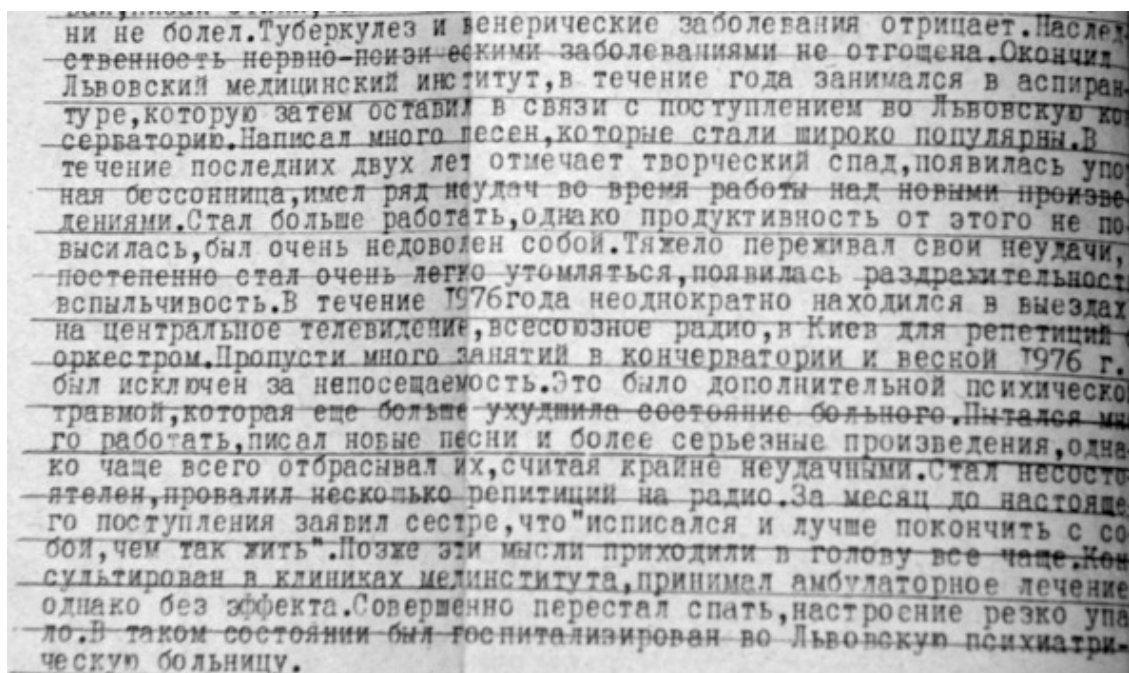 ни не болел.Туберкулез и венерические заболевания отрицает.Наслед
ственность нервно-псизи ескими заболеваниями не отгощена.Окончил
Львовский медицинский институт,в течение года занимался в аспиран-
туре,которую затем оставил в связи с поступлением во Львовскую кон
серваторию.Написал много песен,которые стали широко популярны.В
течение последних двух лет отмечает творческий спад,появилась упор
ная бессонница,имел ряд неудач во время работы над новыми произве-
дениями.Стал больше работать,однако продуктивность от этого не по
высилась,был очень недоволен собой.Тяжело переживал свои неудачи,
постепенно стал очень легко утомляться,появилась раздражительность
вспыльчивость.В течение 1976года неоднократно находился в выездах
на центральное телевидение,всесоюзное радио,в Киев для репетиций с
оркестром.Пропусти много занятий в кончерватории и весной 1976 г.
был исключен за непосещаемость.Это было дополнительной психической
травмой,которая еще больше ухудшила состояние больного.Пытался мно
го работать,писал новые песни и более серьезные произведения,одна-
ко чаще всего отбрасывал их,считая крайне неудачными.Стал несосто-
ятелен,провалил несколько репитиций на радио.За месяц до настояще
го поступления заявил сестре,что"исписался и лучше покончить с со
бой,чем так жить".Позже эти мысли приходили в голову все чаще.Кон
сультирован в клиниках мединститута,принимал амбулаторное лечение
однако без эффекта.Совершенно перестал спать,настроение резко упа
ло.В таком состоянии был госпитализирован во Львовскую психиатри-
ческую больницу.